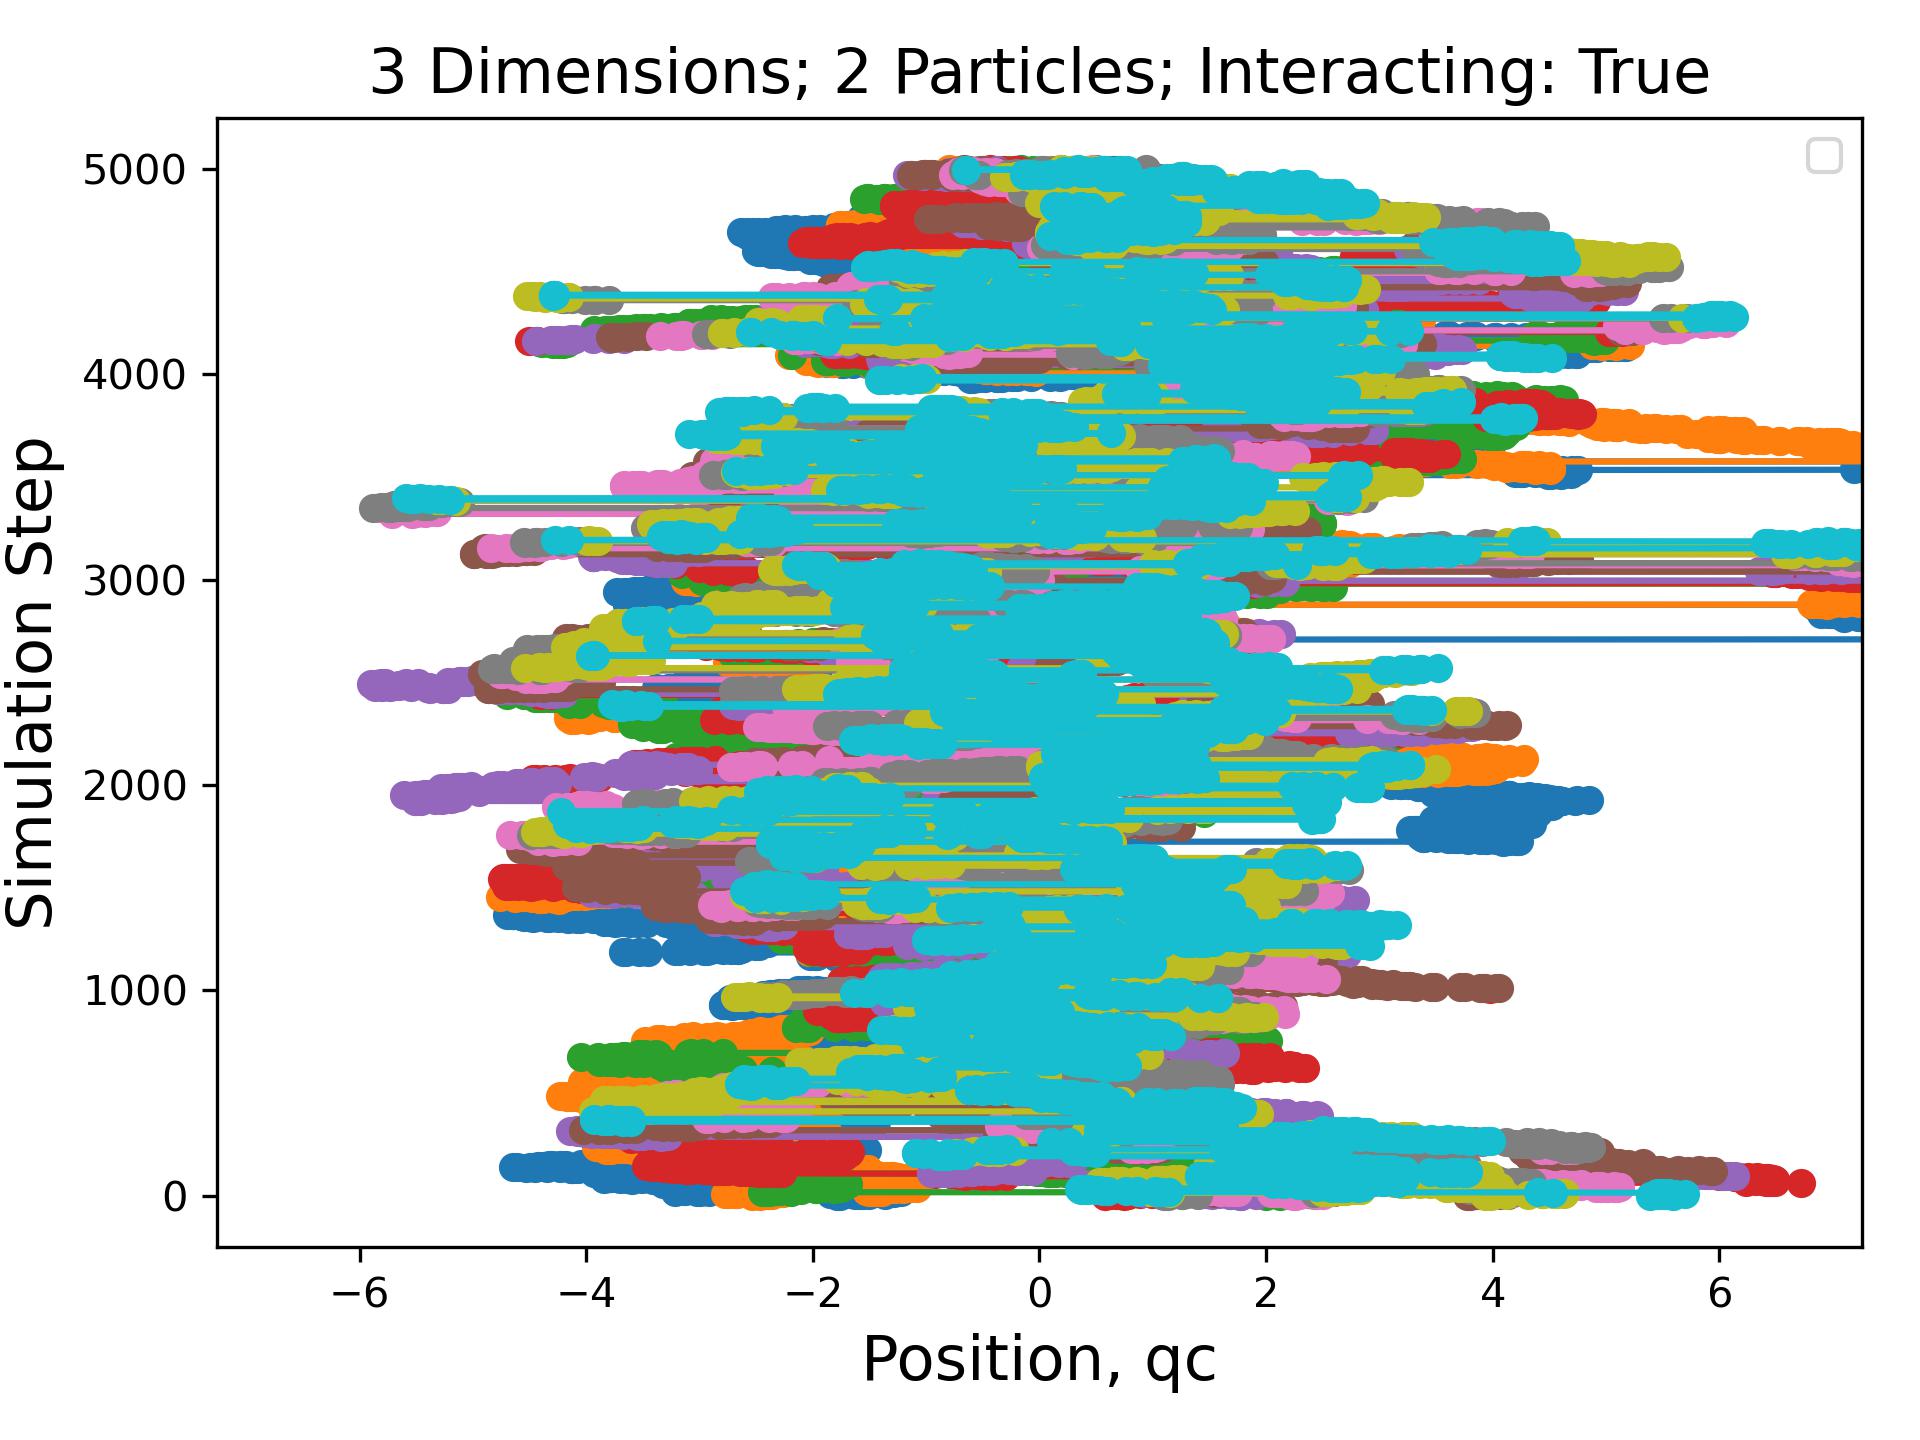 3 Dimensions; 2 Particles; Interacting: True
5000
4000
3000
2000
1000
0
Simulation Step
−6 −4 −2 0 2 4 6
Position, qc